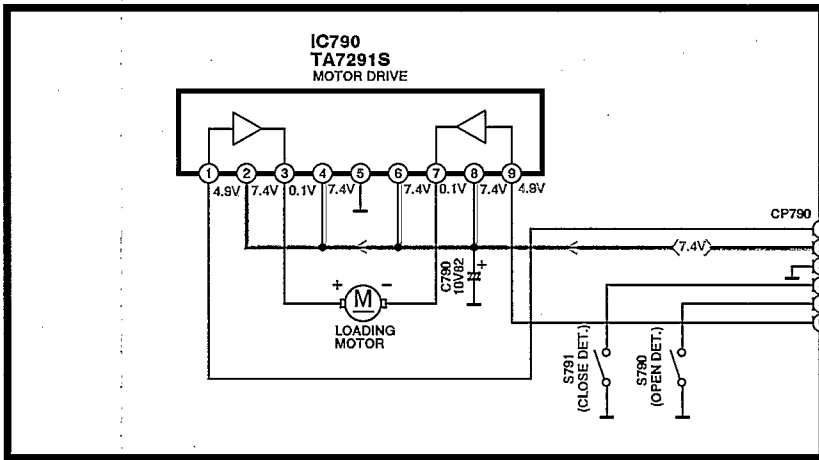 IC790
TA7291S
MOTOR DRIVE
1 2 3 4 5 6 7 8 9
4.9V 7.4V 0.1V 7.4V 7.4V 0.1V 7.4V 4.9V
CP790
7.4V
C790
10V82
+
+ M -
LOADING
MOTOR
S791
(CLOSE DET.)
S790
(OPEN DET.)